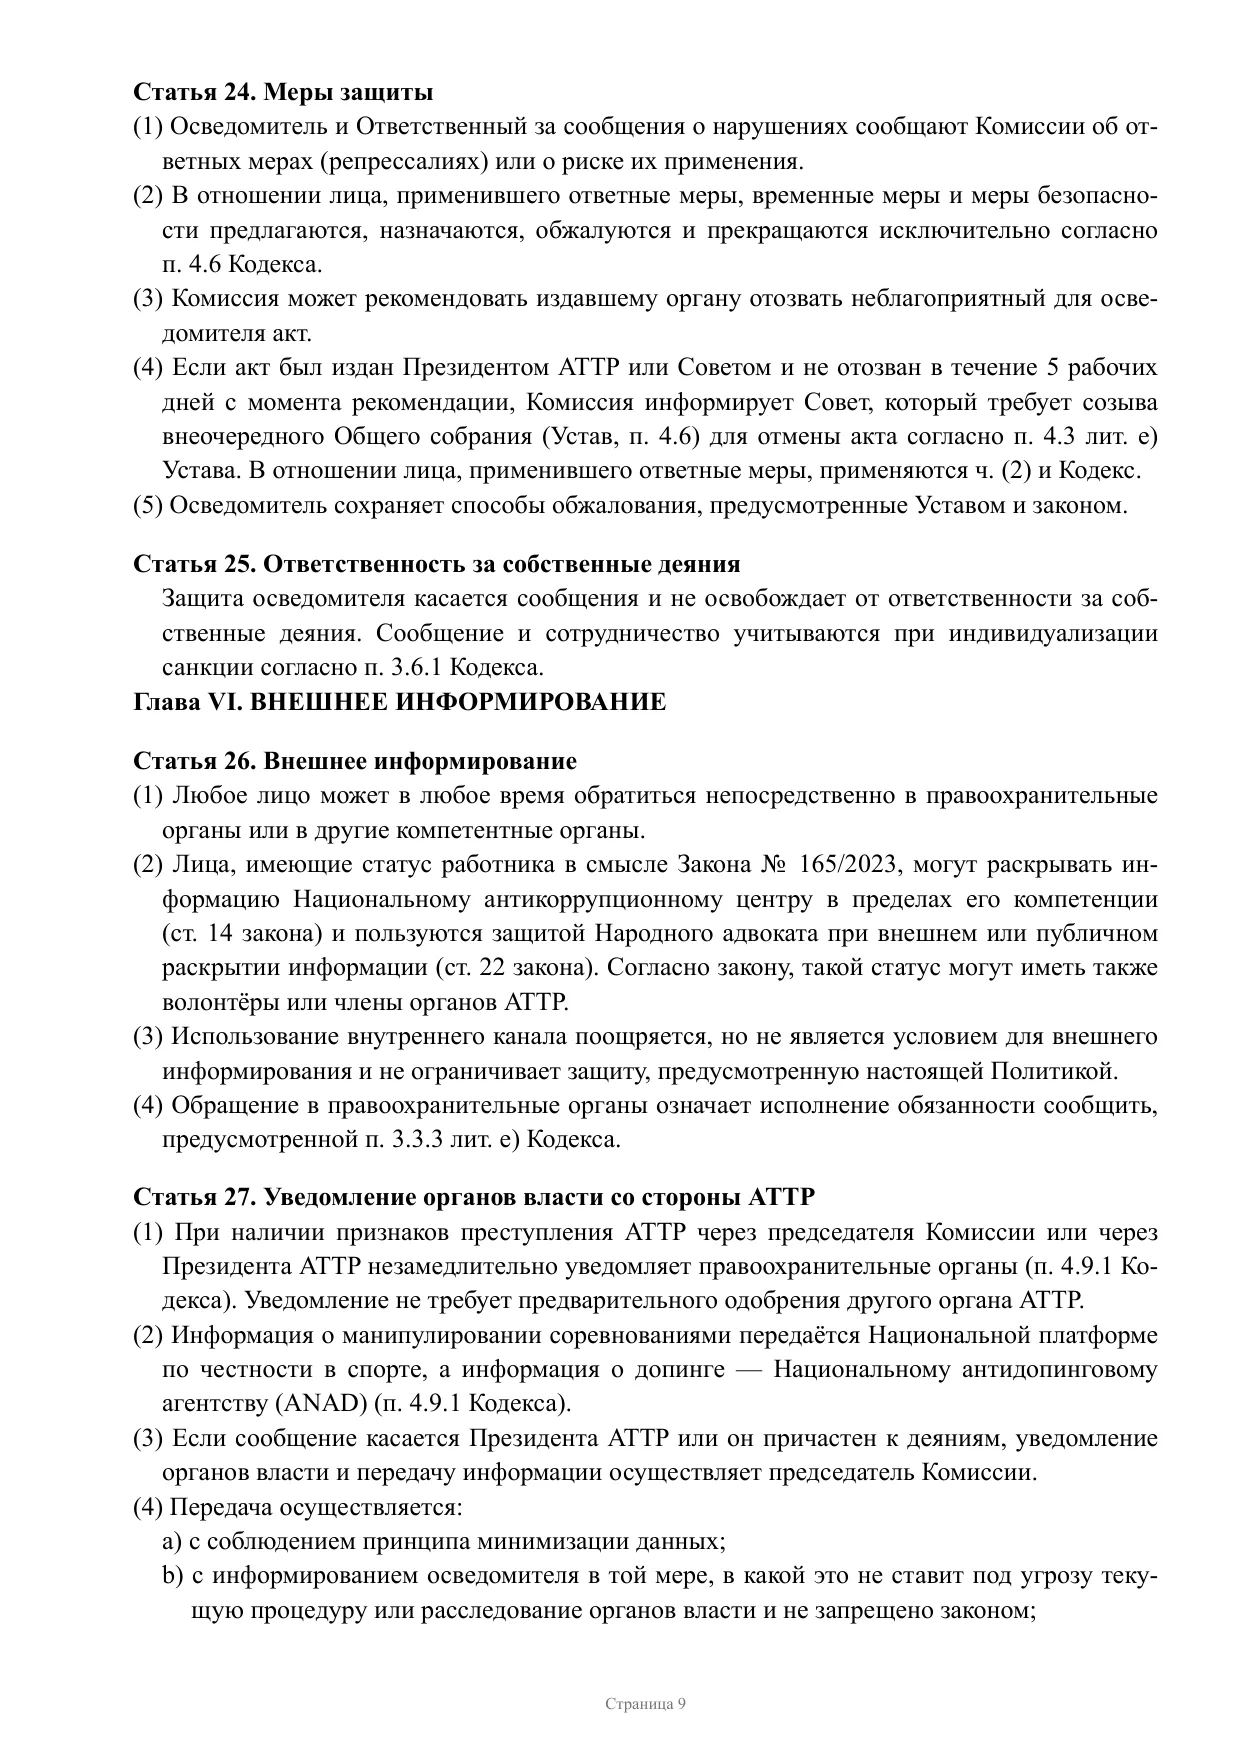 Статья 24. Меры защиты
(1) Осведомитель и Ответственный за сообщения о нарушениях сообщают Комиссии об от-
ветных мерах (репрессалиях) или о риске их применения.
(2) В отношении лица, применившего ответные меры, временные меры и меры безопасно-
сти предлагаются, назначаются, обжалуются и прекращаются исключительно согласно
п. 4.6 Кодекса.
(3) Комиссия может рекомендовать издавшему органу отозвать неблагоприятный для осве-
домителя акт.
(4) Если акт был издан Президентом АТТР или Советом и не отозван в течение 5 рабочих
дней с момента рекомендации, Комиссия информирует Совет, который требует созыва
внеочередного Общего собрания (Устав, п. 4.6) для отмены акта согласно п. 4.3 лит. e)
Устава. В отношении лица, применившего ответные меры, применяются ч. (2) и Кодекс.
(5) Осведомитель сохраняет способы обжалования, предусмотренные Уставом и законом.
Статья 25. Ответственность за собственные деяния
Защита осведомителя касается сообщения и не освобождает от ответственности за соб-
ственные деяния. Сообщение и сотрудничество учитываются при индивидуализации
санкции согласно п. 3.6.1 Кодекса.
Глава VI. ВНЕШНЕЕ ИНФОРМИРОВАНИЕ
Статья 26. Внешнее информирование
(1) Любое лицо может в любое время обратиться непосредственно в правоохранительные
органы или в другие компетентные органы.
(2) Лица, имеющие статус работника в смысле Закона № 165/2023, могут раскрывать ин-
формацию Национальному антикоррупционному центру в пределах его компетенции
(ст. 14 закона) и пользуются защитой Народного адвоката при внешнем или публичном
раскрытии информации (ст. 22 закона). Согласно закону, такой статус могут иметь также
волонтёры или члены органов АТТР.
(3) Использование внутреннего канала поощряется, но не является условием для внешнего
информирования и не ограничивает защиту, предусмотренную настоящей Политикой.
(4) Обращение в правоохранительные органы означает исполнение обязанности сообщить,
предусмотренной п. 3.3.3 лит. e) Кодекса.
Статья 27. Уведомление органов власти со стороны АТТР
(1) При наличии признаков преступления АТТР через председателя Комиссии или через
Президента АТТР незамедлительно уведомляет правоохранительные органы (п. 4.9.1 Ко-
декса). Уведомление не требует предварительного одобрения другого органа АТТР.
(2) Информация о манипулировании соревнованиями передаётся Национальной платформе
по честности в спорте, а информация о допинге — Национальному антидопинговому
агентству (ANAD) (п. 4.9.1 Кодекса).
(3) Если сообщение касается Президента АТТР или он причастен к деяниям, уведомление
органов власти и передачу информации осуществляет председатель Комиссии.
(4) Передача осуществляется:
a) с соблюдением принципа минимизации данных;
b) с информированием осведомителя в той мере, в какой это не ставит под угрозу теку-
щую процедуру или расследование органов власти и не запрещено законом;
Страница 9